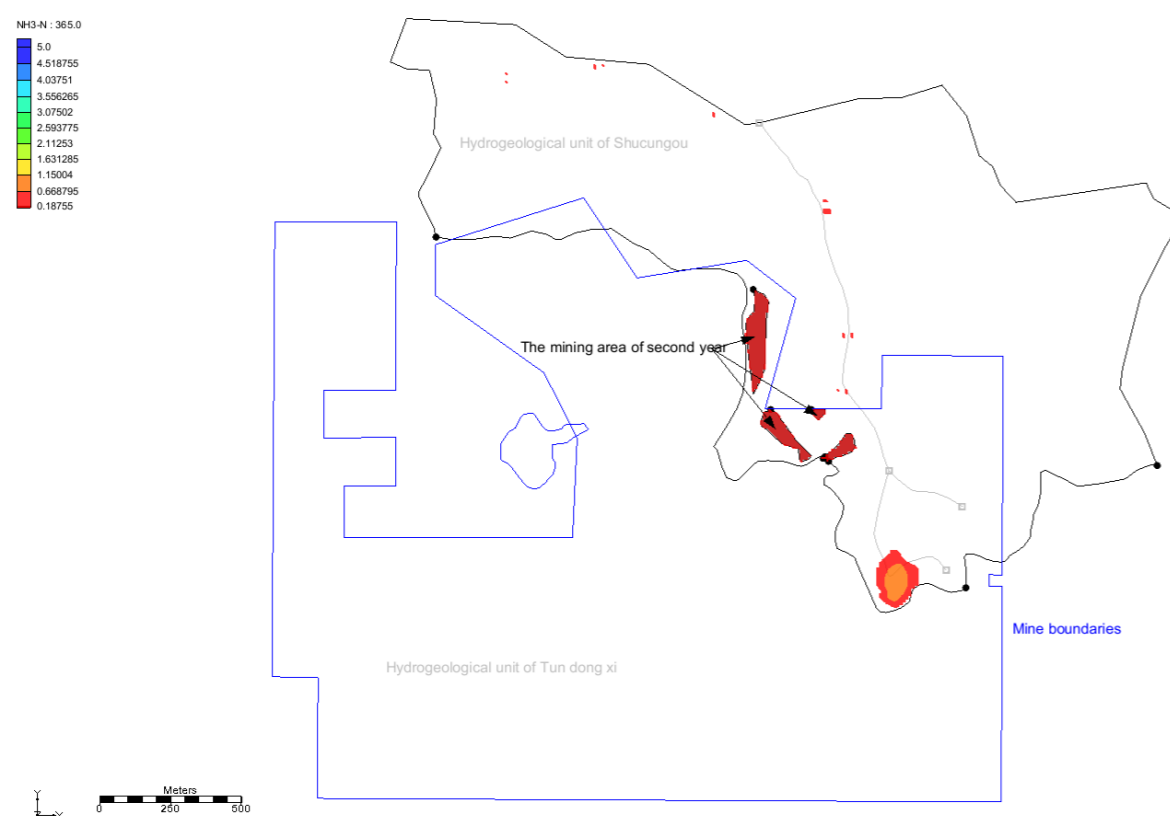 NH3-N : 365.0
5.0
4.518755
4.03751
3.556265
3.07502
2.593775
2.11253
1.631285
1.15004
0.668795
0.18755
Hydrogeological unit of Shucungou
The mining area of second year
Mine boundaries
Hydrogeological unit of Tun dong xi
Meters
0 250 500